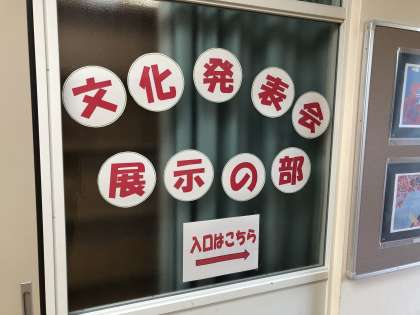 文化発表会
展示の部
入口はこちら